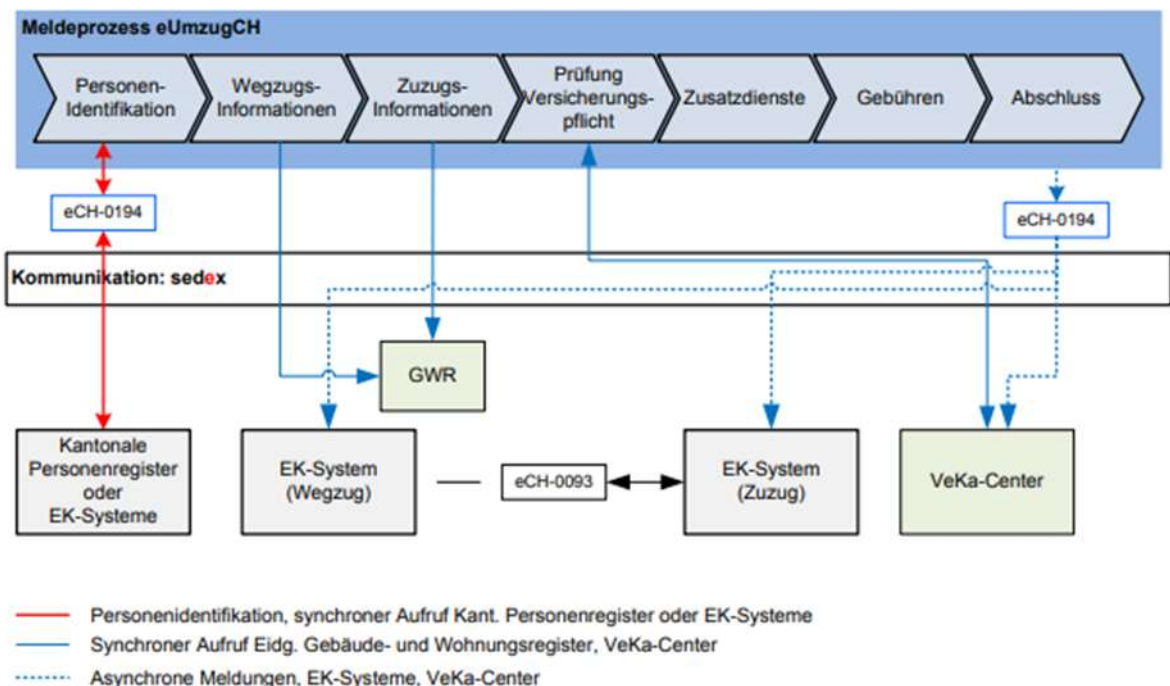 Meldeprozess eUmzugCH
Personen-
Identifikation
Wegzugs-
Informationen
Zuzugs-
Informationen
Prüfung
Versicherungs-
pflicht
Zusatzdienste
Gebühren
Abschluss
eCH-0194
eCH-0194
Kommunikation: sedex
GWR
Kantonale
Personenregister
oder
EK-Systeme
EK-System
(Wegzug)
eCH-0093
EK-System
(Zuzug)
VeKa-Center
Personenidentifikation, synchroner Aufruf Kant. Personenregister oder EK-Systeme
Synchroner Aufruf Eidg. Gebäude- und Wohnungsregister, VeKa-Center
Asynchrone Meldungen, EK-Systeme, VeKa-Center